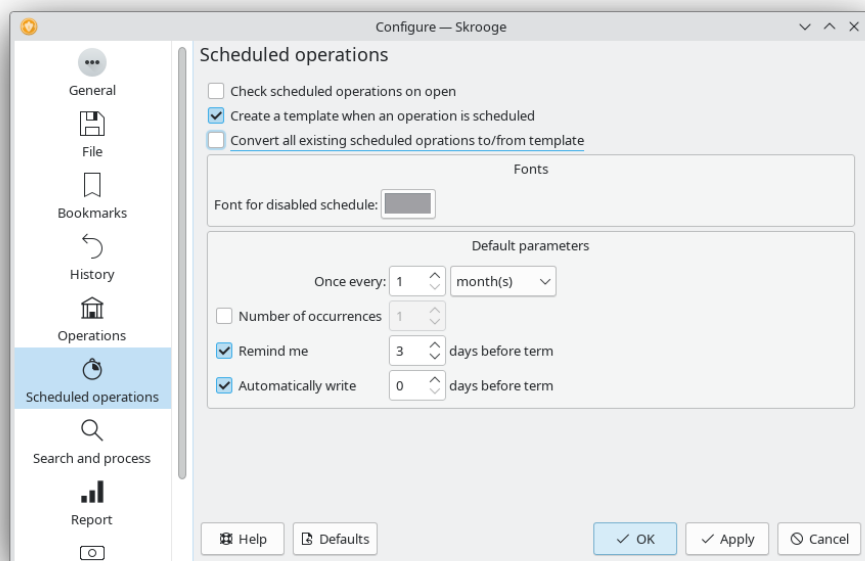 Configure — Skrooge
General
File
Bookmarks
History
Operations
Scheduled operations
Search and process
Report
Scheduled operations
Check scheduled operations on open
Create a template when an operation is scheduled
Convert all existing scheduled oprations to/from template
Fonts
Font for disabled schedule:
Default parameters
Once every: 1 month(s)
Number of occurrences 1
Remind me 3 days before term
Automatically write 0 days before term
Help Defaults OK Apply Cancel